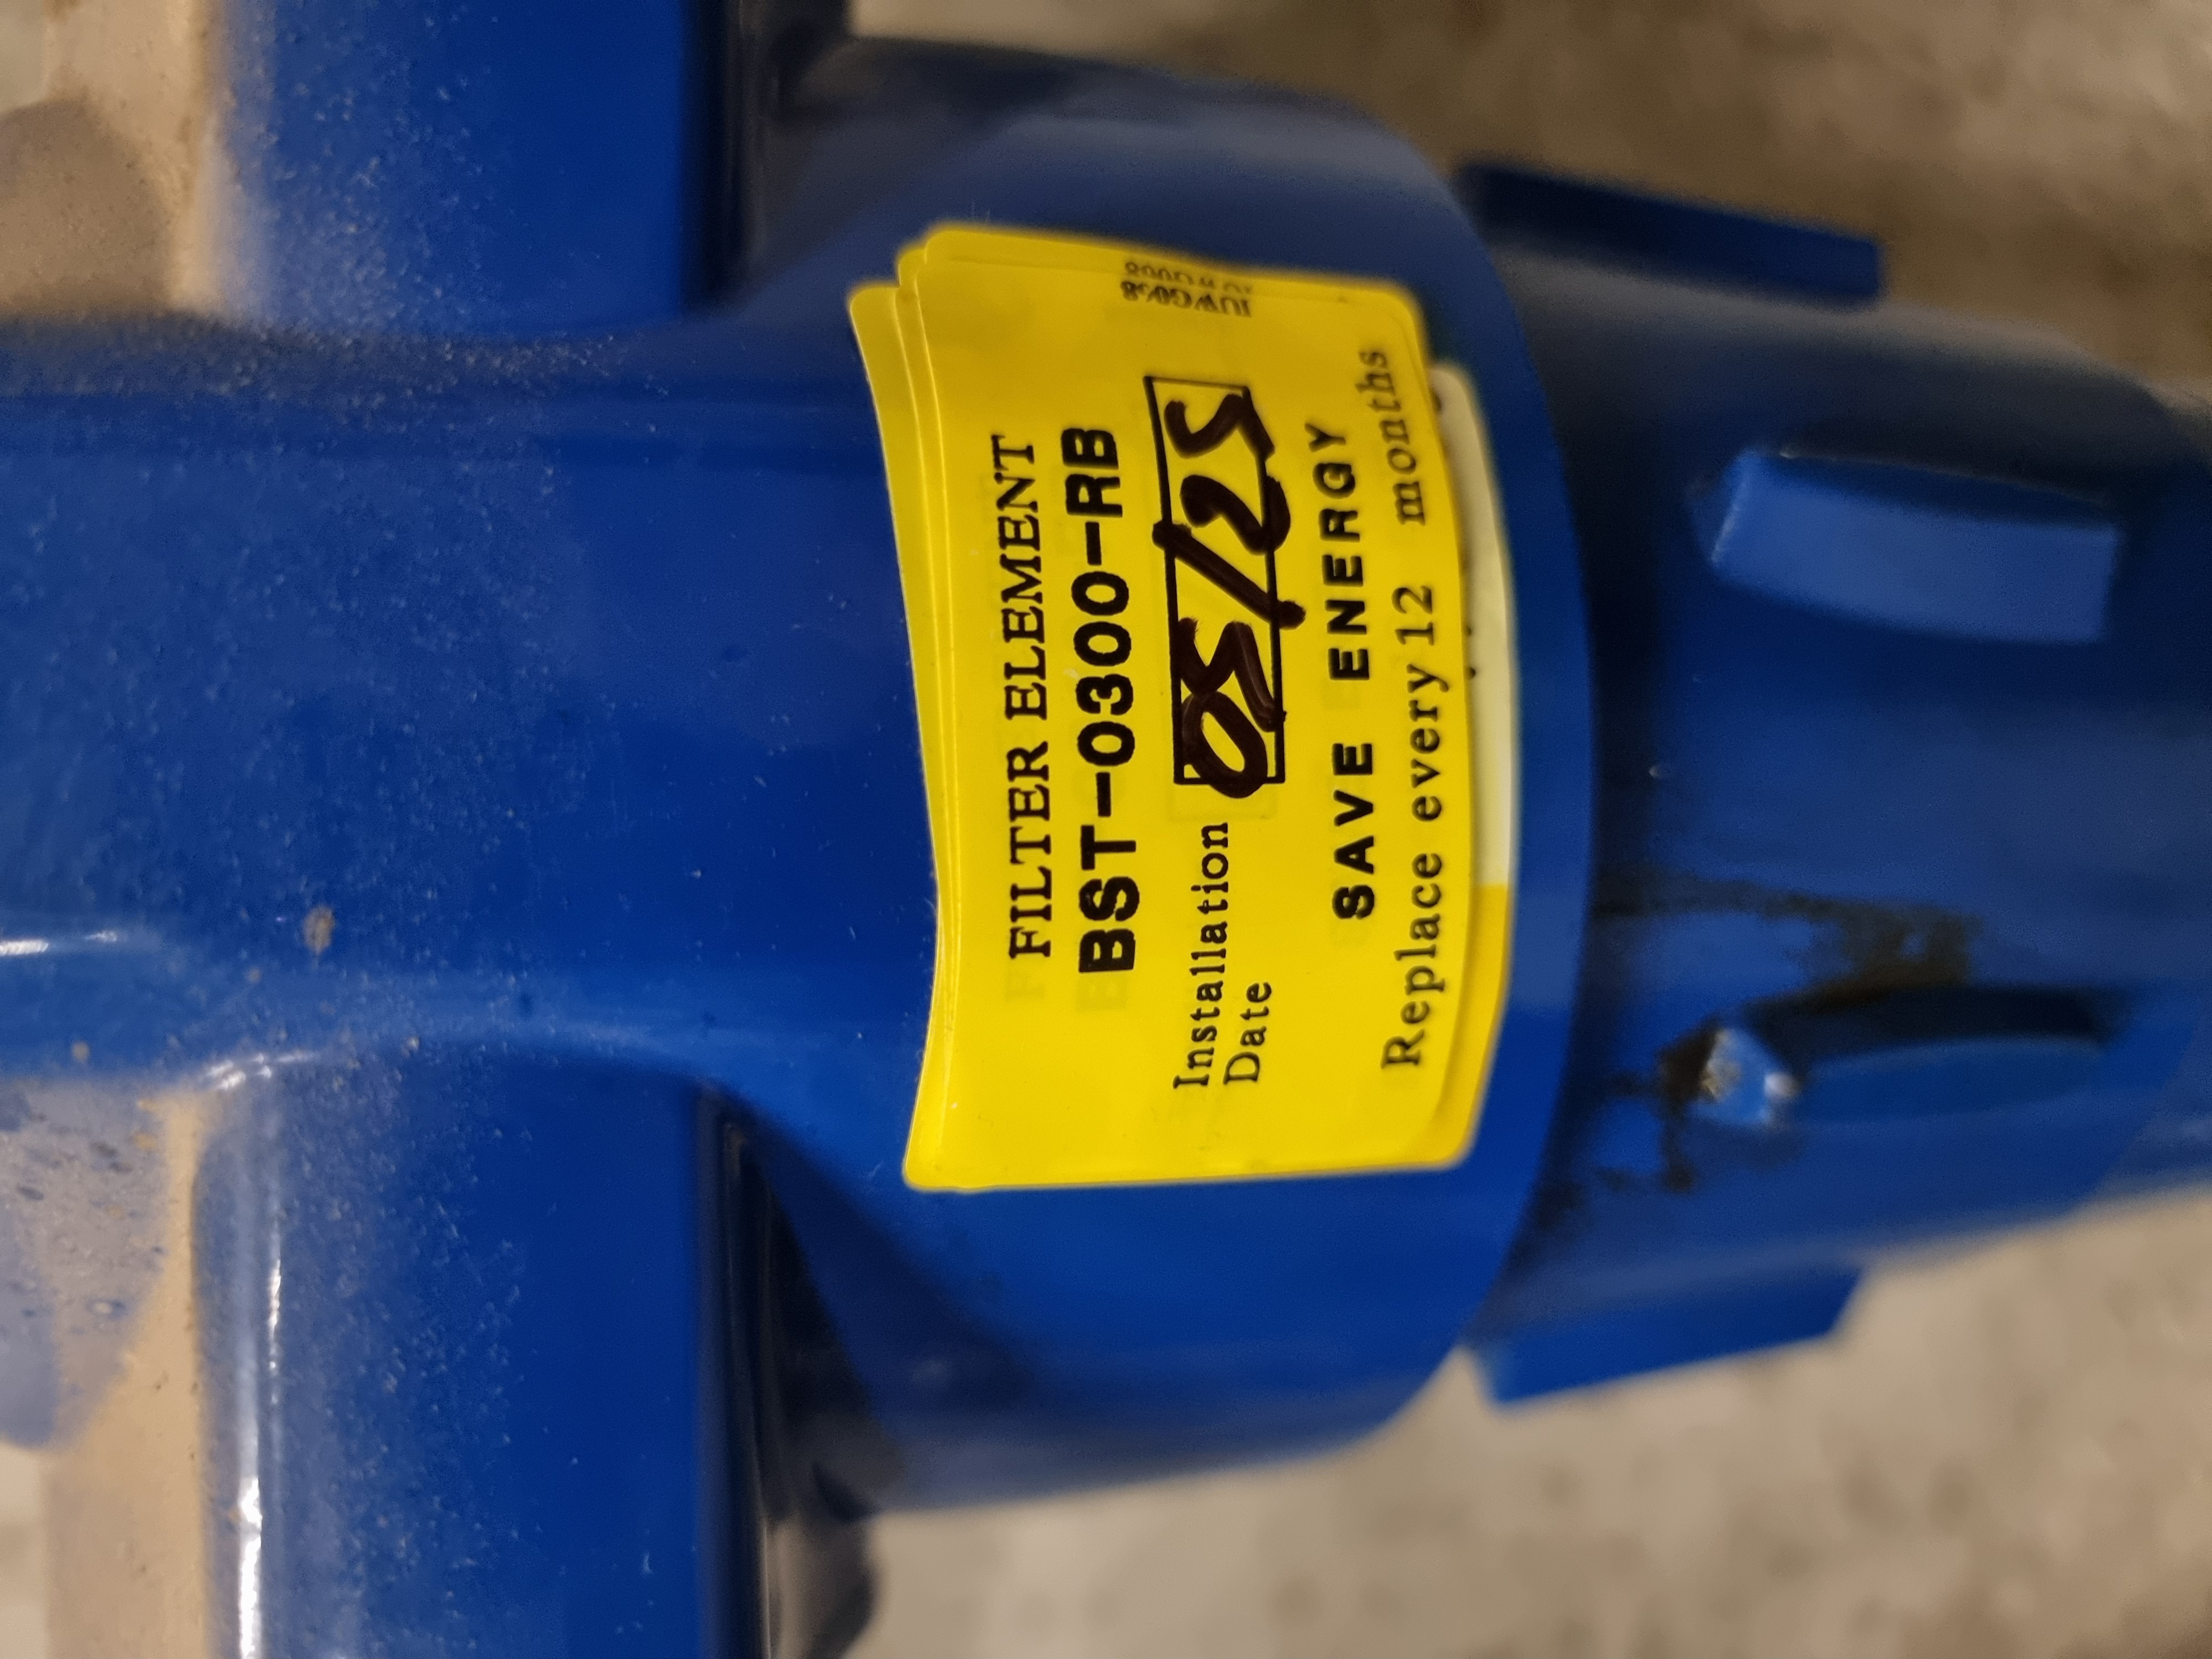 FILTER ELEMENT
BST-0300-RB
Installation 05/25
Date
SAVE ENERGY
Replace every 12 months